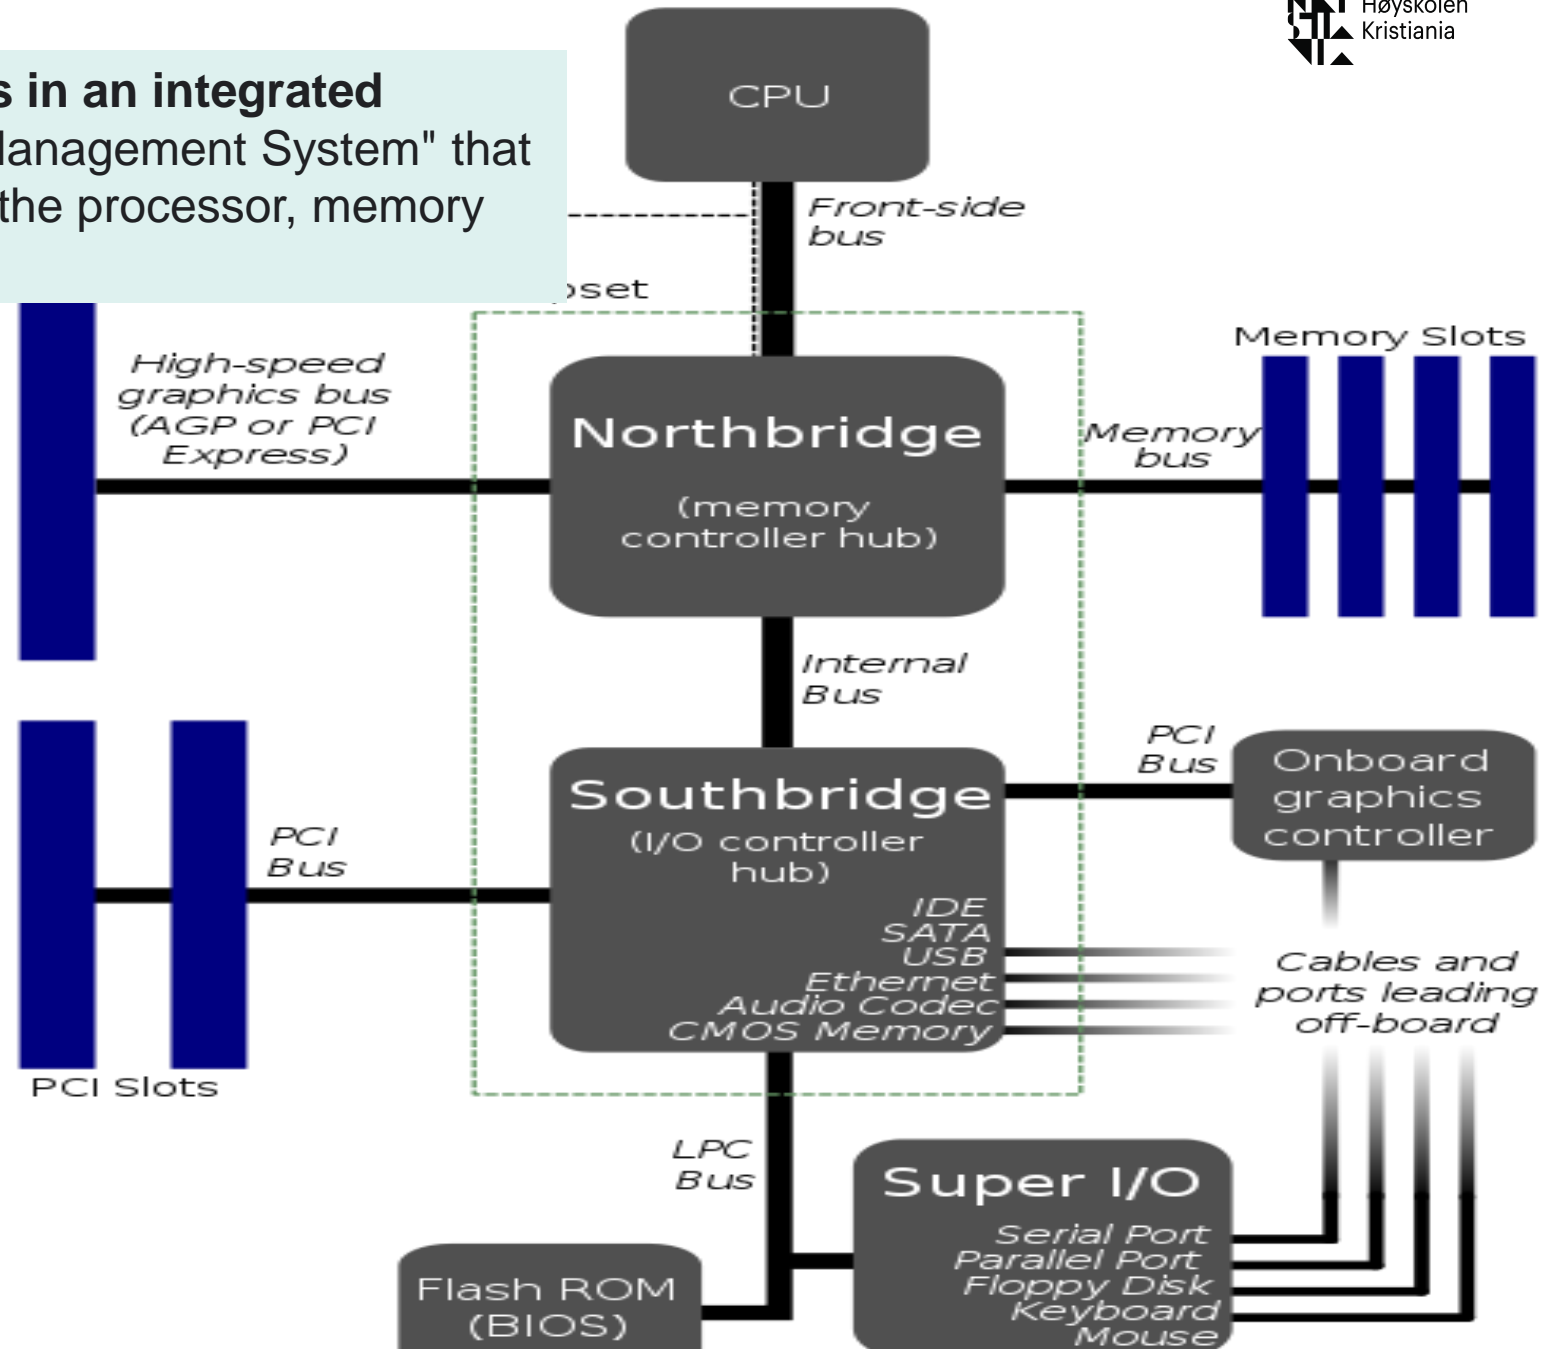 Høyskolen
Kristiania
s in an integrated
anagement System" that
the processor, memory
CPU
Front-side
bus
pset
High-speed
graphics bus
(AGP or PCI
Express)
Northbridge
(memory
controller hub)
Memory Slots
Memory
bus
Internal
Bus
Southbridge
(I/O controller
hub)
IDE
SATA
USB
Ethernet
Audio Codec
CMOS Memory
PCI
Bus
PCI
Bus
Onboard
graphics
controller
Cables and
ports leading
off-board
PCI Slots
LPC
Bus
Super I/O
Serial Port
Parallel Port
Floppy Disk
Keyboard
Mouse
Flash ROM
(BIOS)